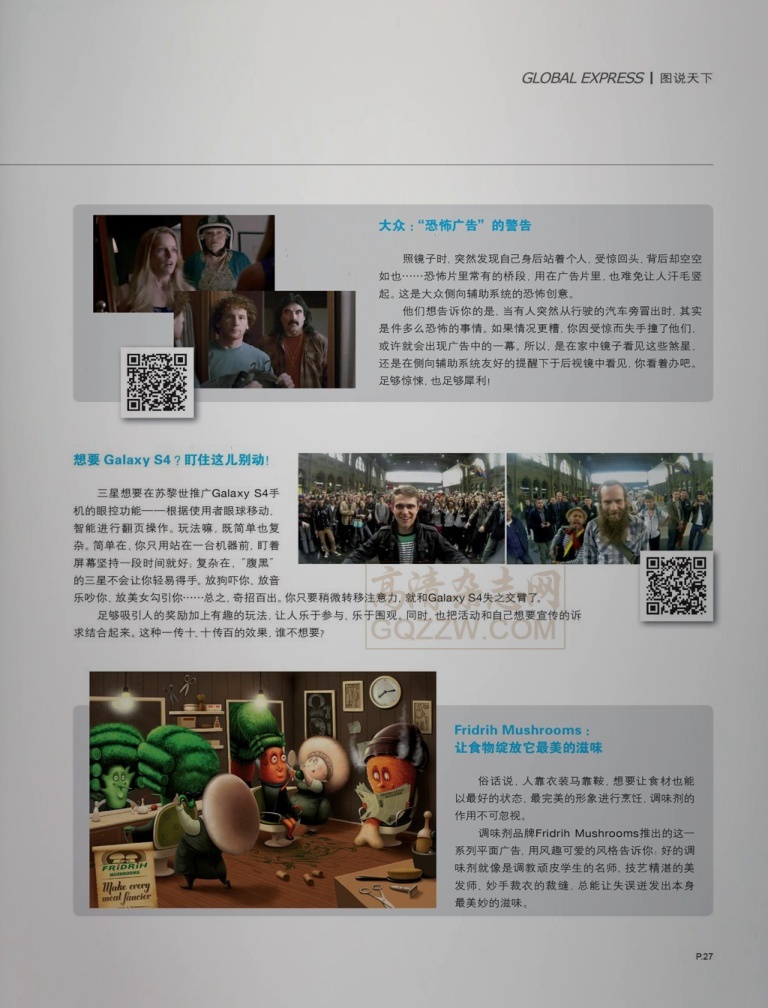 GLOBAL EXPRESS | 图说天下
大众：“恐怖广告”的警告
照镜子时，突然发现自己身后站着个人，受惊回头，背后却空空
如也……恐怖片里常有的桥段，用在广告片里，也难免让人汗毛竖
起。这是大众侧向辅助系统的恐怖创意。
他们想告诉你的是，当有人突然从行驶的汽车旁冒出时，其实
是件多么恐怖的事情。如果情况更糟，你因受惊而失手撞了他们，
或许就会出现广告中的一幕。所以，是在家中镜子看见这些煞星，
还是在侧向辅助系统友好的提醒下于后视镜中看见，你看着办吧。
足够惊悚，也足够犀利！
想要 Galaxy S4？盯住这儿别动！
三星想要在苏黎世推广Galaxy S4手
机的眼控功能——根据使用者眼球移动，
智能进行翻页操作。玩法嘛，既简单也复
杂。简单在，你只用站在一台机器前，盯着
屏幕坚持一段时间就好；复杂在，“腹黑”
的三星不会让你轻易得手。放狗吓你、放音
乐吵你、放美女勾引你……总之，奇招百出。你只要稍微转移注意力，就和Galaxy S4失之交臂了。
足够吸引人的奖励加上有趣的玩法，让人乐于参与、乐于围观。同时，也把活动和自己想要宣传的诉
求结合起来。这种一传十、十传百的效果，谁不想要？
高清杂志网
GQZZW.COM
Fridrih Mushrooms：
让食物绽放它最美的滋味
俗话说，人靠衣装马靠鞍，想要让食材也能
以最好的状态、最完美的形象进行烹饪，调味剂的
作用不可忽视。
调味剂品牌Fridrih Mushrooms推出的这一
系列平面广告，用风趣可爱的风格告诉你：好的调
味剂就像是调教顽皮学生的名师，技艺精湛的美
发师，妙手裁衣的裁缝，总能让失误迸发出本身
最美妙的滋味。
FRiDRiH
MUSHROOMS
Make every
meal fancier
P.27